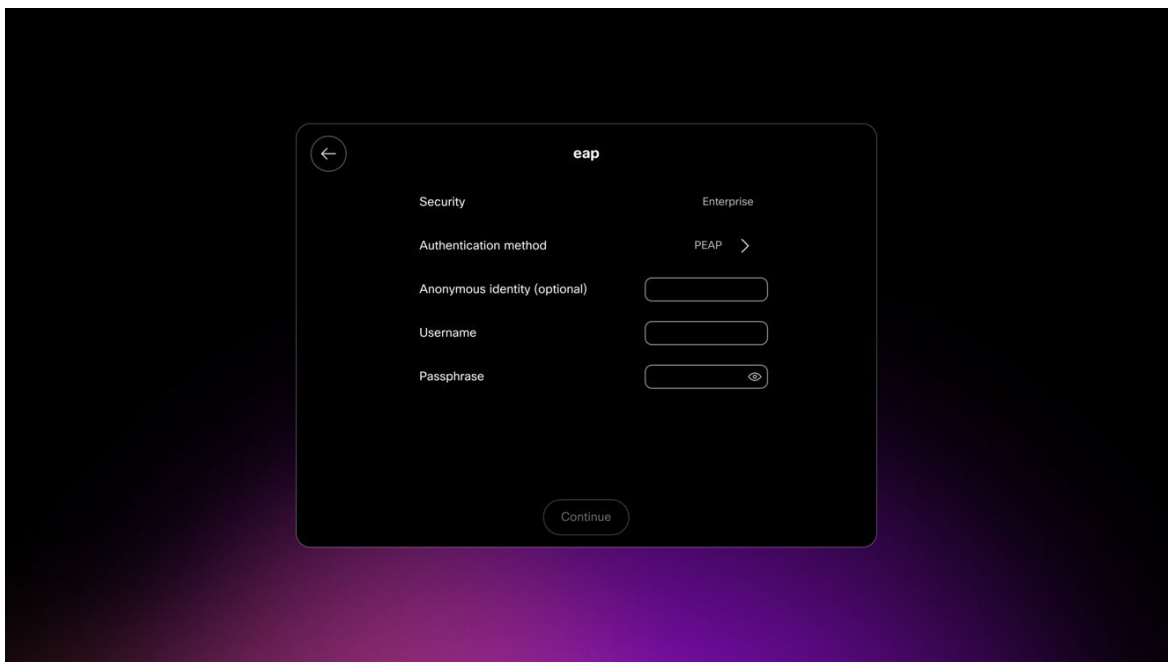 eap
Security Enterprise
Authentication method PEAP
Anonymous identity (optional)
Username
Passphrase
Continue